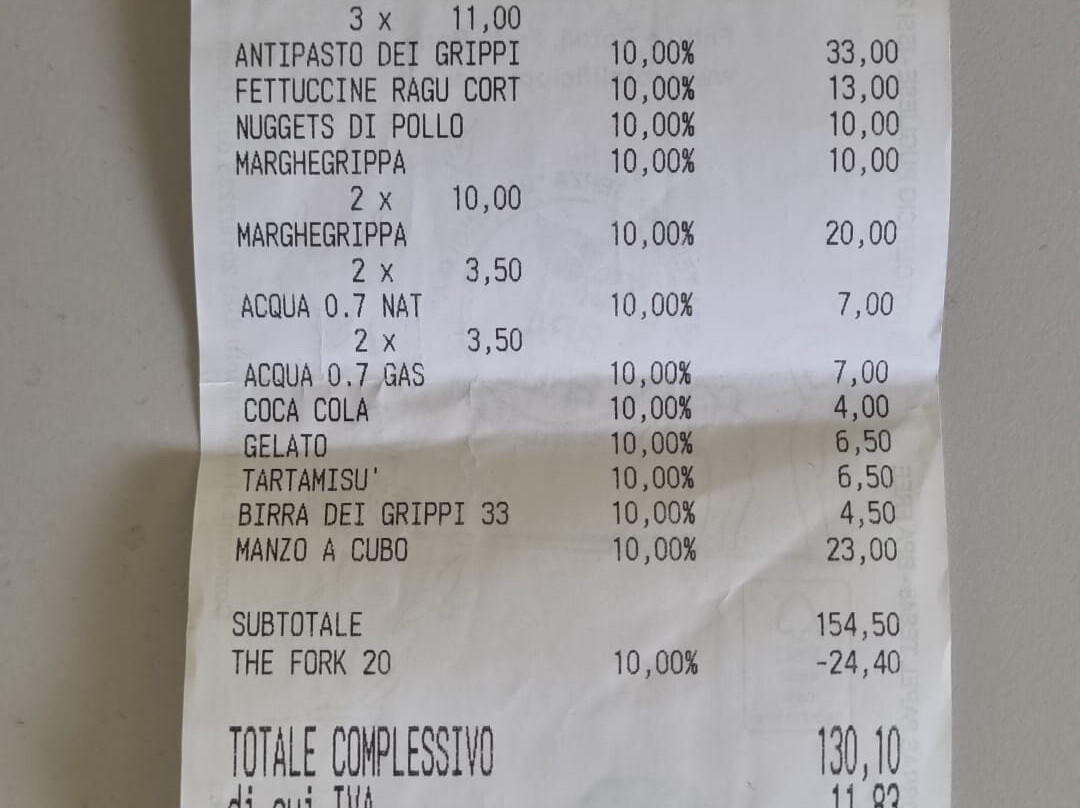 3 x 11,00
ANTIPASTO DEI GRIPPI 10,00% 33,00
FETTUCCINE RAGU CORT 10,00% 13,00
NUGGETS DI POLLO 10,00% 10,00
MARGHEGRIPPA 10,00% 10,00
2 x 10,00
MARGHEGRIPPA 10,00% 20,00
2 x 3,50
ACQUA 0.7 NAT 10,00% 7,00
2 x 3,50
ACQUA 0.7 GAS 10,00% 7,00
COCA COLA 10,00% 4,00
GELATO 10,00% 6,50
TARTAMISU' 10,00% 6,50
BIRRA DEI GRIPPI 33 10,00% 4,50
MANZO A CUBO 10,00% 23,00
SUBTOTALE 154,50
THE FORK 20 10,00% -24,40
TOTALE COMPLESSIVO 130,10
di cui IVA 11,83